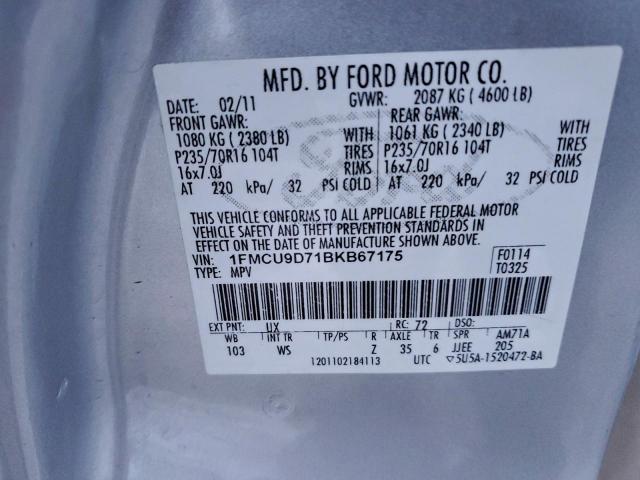 MFD. BY FORD MOTOR CO.
DATE: 02/11 GVWR: 2087 KG ( 4600 LB)
FRONT GAWR: REAR GAWR:
1080 KG ( 2380 LB) WITH 1061 KG ( 2340 LB) WITH
P235/70R16 104T TIRES P235/70R16 104T TIRES
16x7.0J RIMS 16x7.0J RIMS
AT 220 kPa/ 32 PSI COLD AT 220 kPa/ 32 PSI COLD
THIS VEHICLE CONFORMS TO ALL APPLICABLE FEDERAL MOTOR
VEHICLE SAFETY AND THEFT PREVENTION STANDARDS IN
EFFECT ON THE DATE OF MANUFACTURE SHOWN ABOVE.
VIN: 1FMCU9D71BKB67175 F0114
TYPE: MPV T0325
EXT PNT: UX RC: 72 DSO:
WB INT TR TP/PS R AXLE TR SPR AM71A
103 WS Z 35 6 JJEE 205
1201102184113 UTC ▽5U5A-1520472-BA